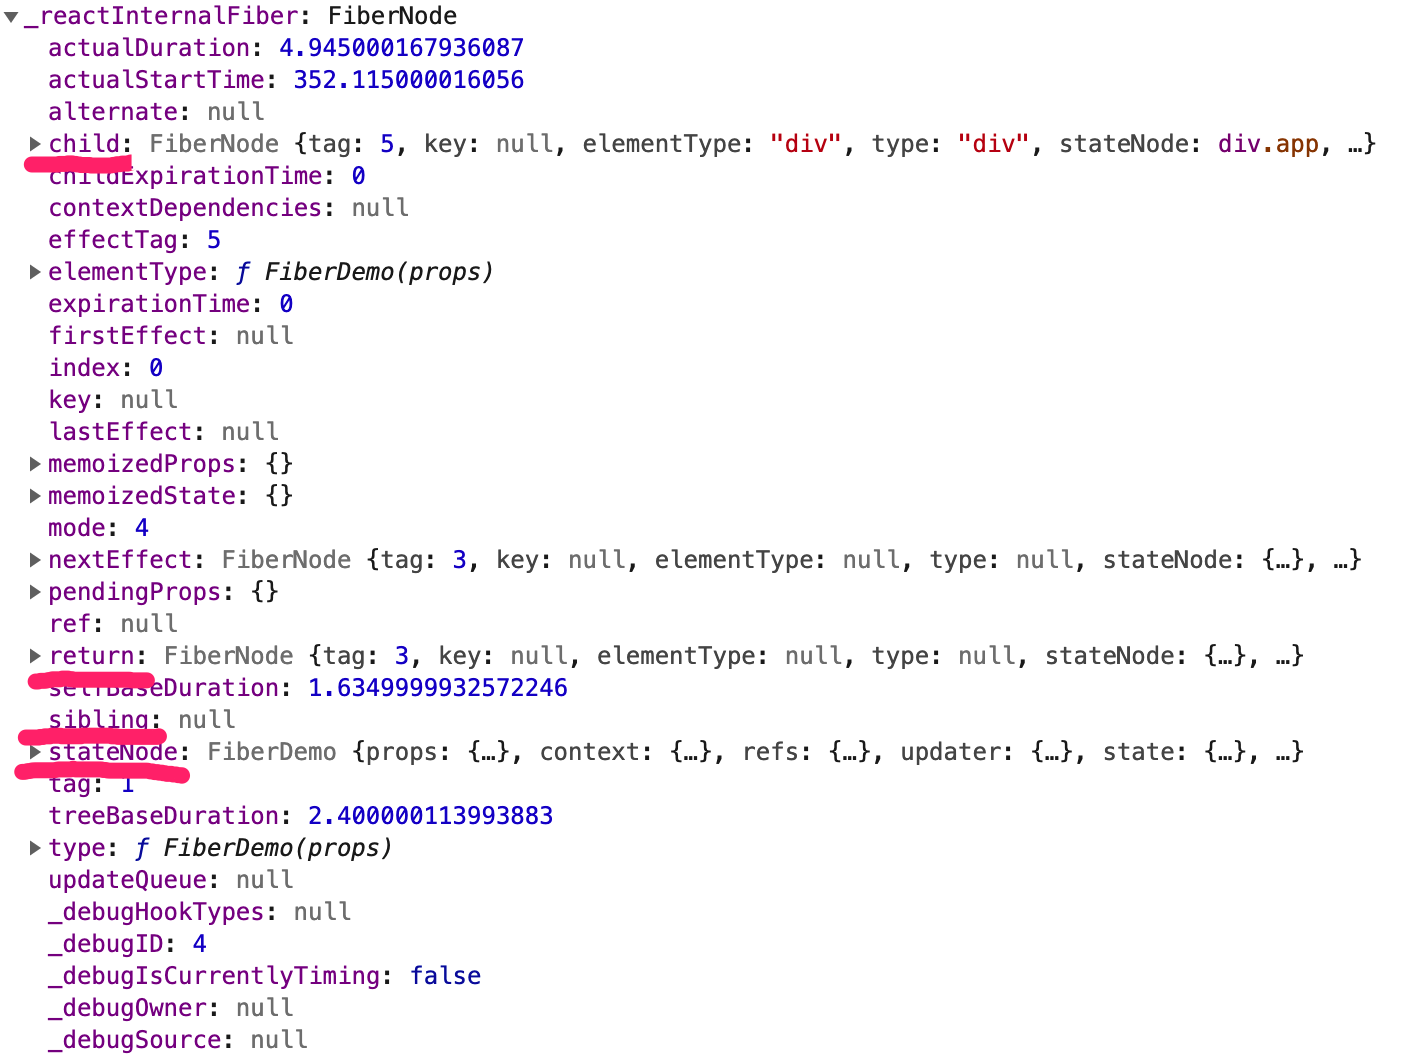 ▼_reactInternalFiber: FiberNode
actualDuration: 4.945000167936087
actualStartTime: 352.115000016056
alternate: null
▶child: FiberNode {tag: 5, key: null, elementType: "div", type: "div", stateNode: div.app, …}
childExpirationTime: 0
contextDependencies: null
effectTag: 5
▶elementType: ƒ FiberDemo(props)
expirationTime: 0
firstEffect: null
index: 0
key: null
lastEffect: null
▶memoizedProps: {}
▶memoizedState: {}
mode: 4
▶nextEffect: FiberNode {tag: 3, key: null, elementType: null, type: null, stateNode: {…}, …}
▶pendingProps: {}
ref: null
▶return: FiberNode {tag: 3, key: null, elementType: null, type: null, stateNode: {…}, …}
selfBaseDuration: 1.6349999932572246
sibling: null
▶stateNode: FiberDemo {props: {…}, context: {…}, refs: {…}, updater: {…}, state: {…}, …}
tag: 1
treeBaseDuration: 2.400000113993883
▶type: ƒ FiberDemo(props)
updateQueue: null
_debugHookTypes: null
_debugID: 4
_debugIsCurrentlyTiming: false
_debugOwner: null
_debugSource: null